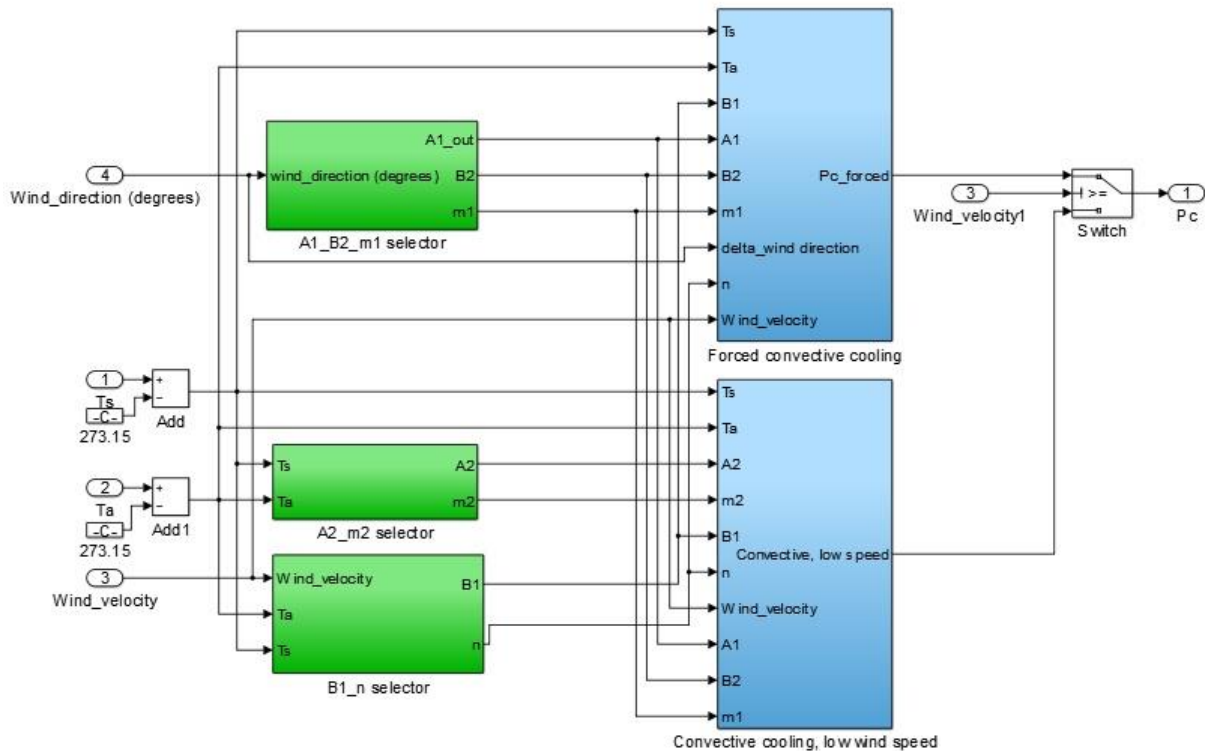 Ts
Ta
B1
A1
B2
m1
delta_wind direction
n
Wind_velocity
Pc_forced
Forced convective cooling
A1_out
wind_direction (degrees)
B2
m1
A1_B2_m1 selector
4
Wind_direction (degrees)
3
Wind_velocity1
>=
Switch
1
Pc
1
Ts
+
−
-C-
273.15
Add
2
Ta
+
−
-C-
273.15
Add1
3
Wind_velocity
Ts
Ta
A2
m2
A2_m2 selector
Wind_velocity
Ta
Ts
B1
n
B1_n selector
Ts
Ta
A2
m2
B1
n
Wind_velocity
A1
B2
m1
Convective, low speed
Convective cooling, low wind speed